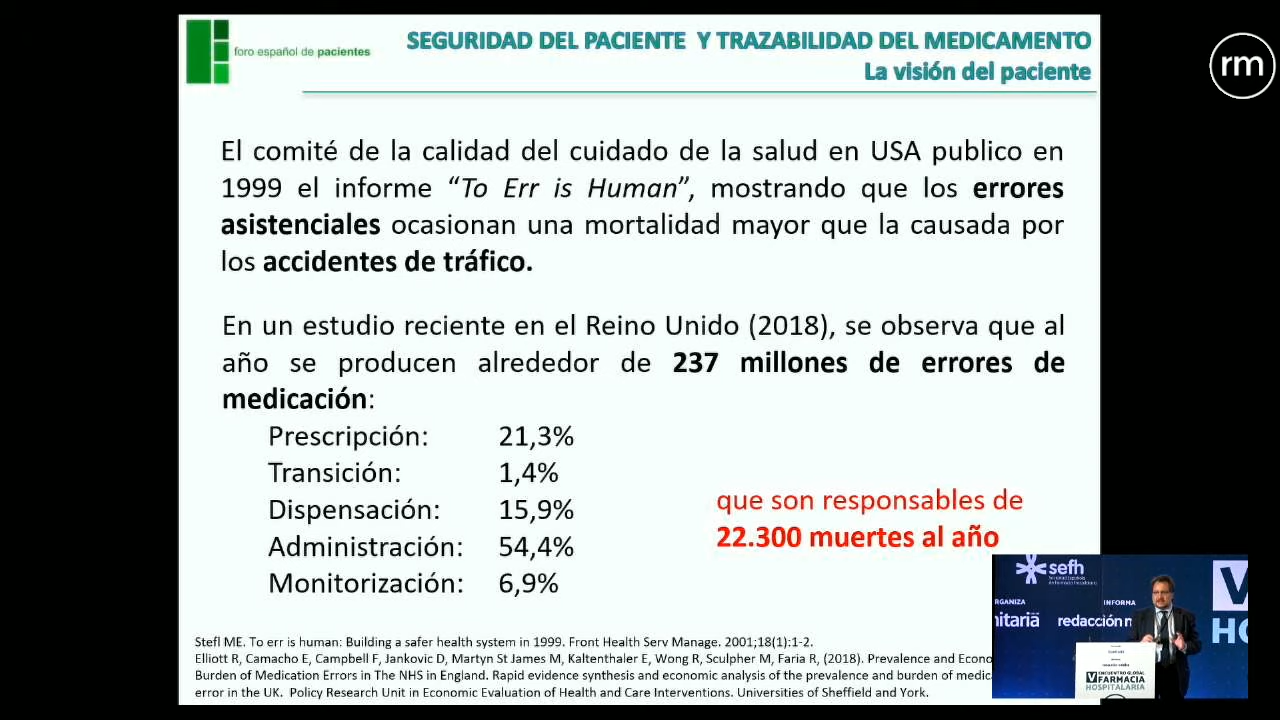 foro español de pacientes
SEGURIDAD DEL PACIENTE Y TRAZABILIDAD DEL MEDICAMENTO
La visión del paciente
rm
El comité de la calidad del cuidado de la salud en USA publico en
1999 el informe “To Err is Human”, mostrando que los errores
asistenciales ocasionan una mortalidad mayor que la causada por
los accidentes de tráfico.
En un estudio reciente en el Reino Unido (2018), se observa que al
año se producen alrededor de 237 millones de errores de
medicación:
Prescripción: 21,3%
Transición: 1,4%
Dispensación: 15,9%
Administración: 54,4%
Monitorización: 6,9%
que son responsables de
22.300 muertes al año
Stefl ME. To err is human: Building a safer health system in 1999. Front Health Serv Manage. 2001;18(1):1-2.
Elliott R, Camacho E, Campbell F, Jankovic D, Martyn St James M, Kaltenthaler E, Wong R, Sculpher M, Faria R, (2018). Prevalence and Econo
Burden of Medication Errors in The NHS in England. Rapid evidence synthesis and economic analysis of the prevalence and burden of medica
error in the UK. Policy Research Unit in Economic Evaluation of Health and Care Interventions. Universities of Sheffield and York.
sefh
RGANIZA
INFORMA
nitaria
redacción
V
HO
V ENCUENTRO GLOBAL
FARMACIA
HOSPITALARIA